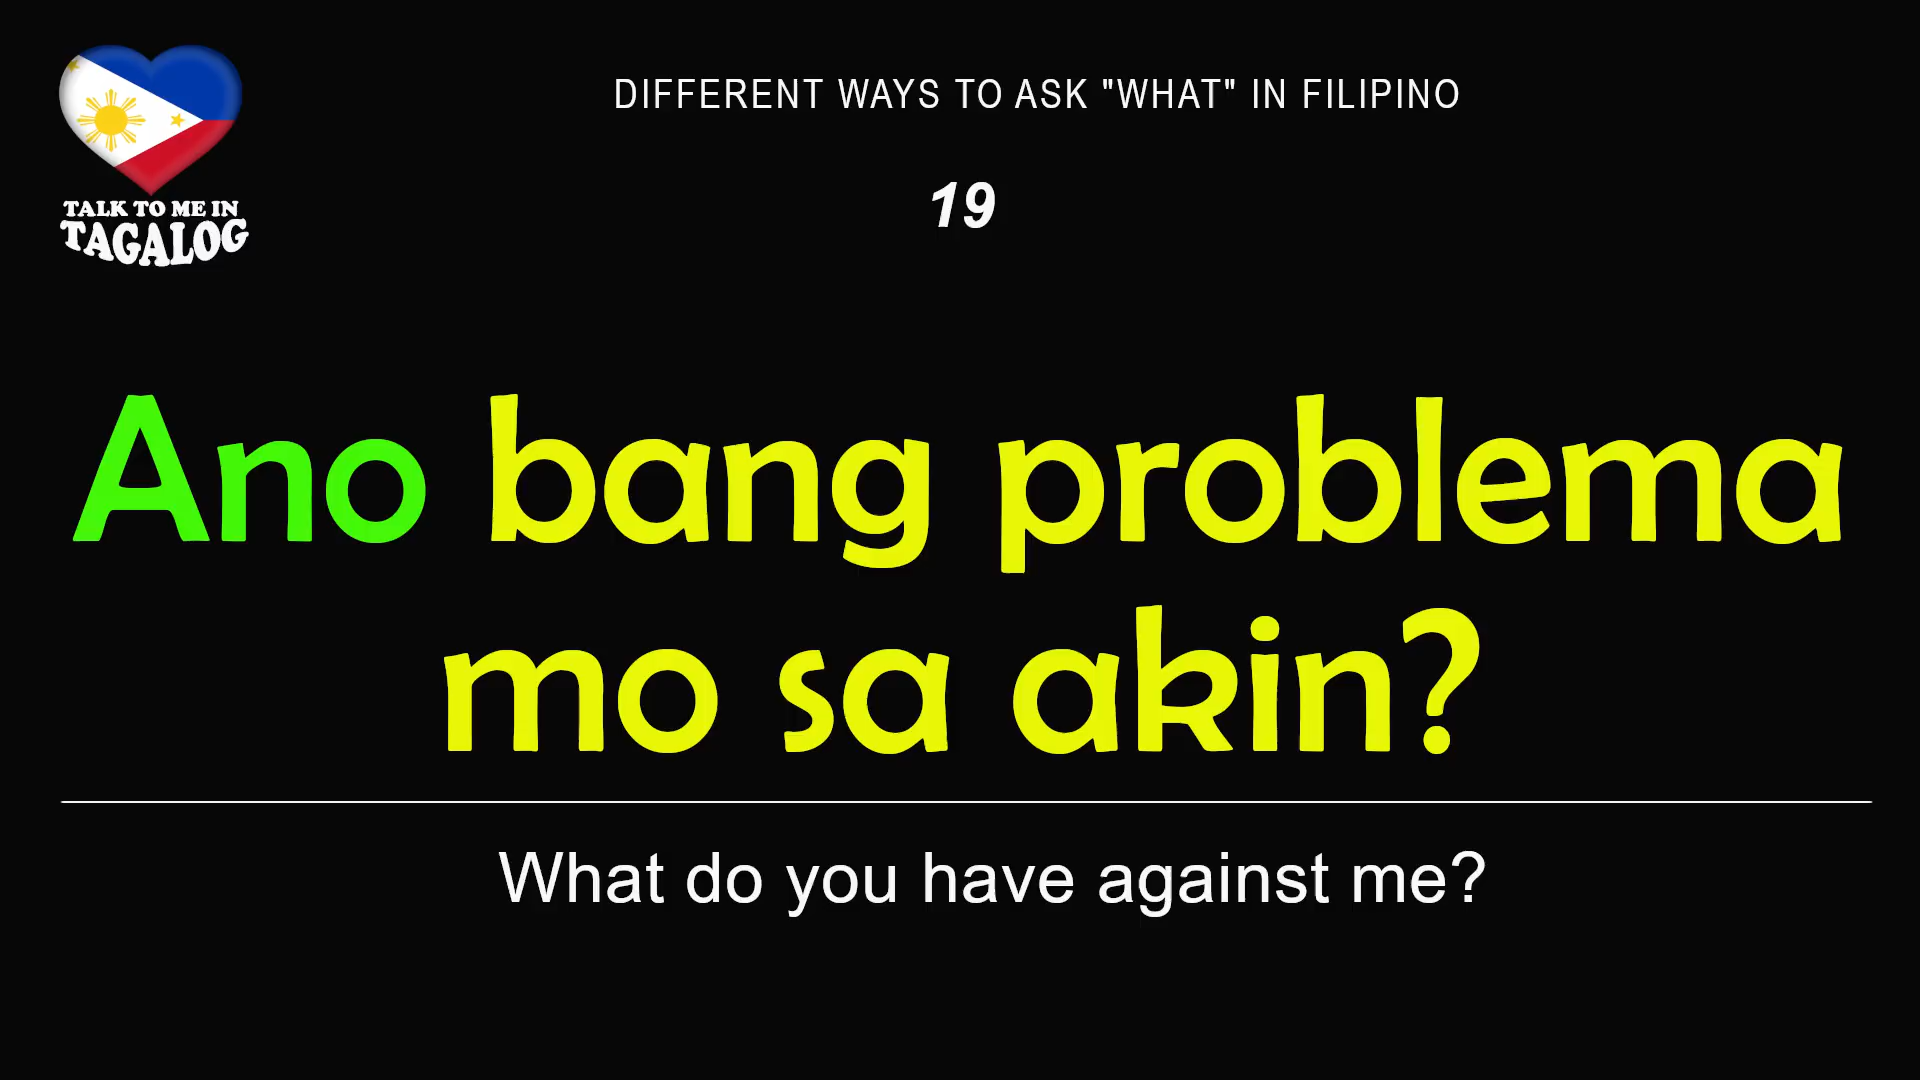 TALK TO ME IN
TAGALOG
DIFFERENT WAYS TO ASK "WHAT" IN FILIPINO
19
Ano bang problema
mo sa akin?
What do you have against me?